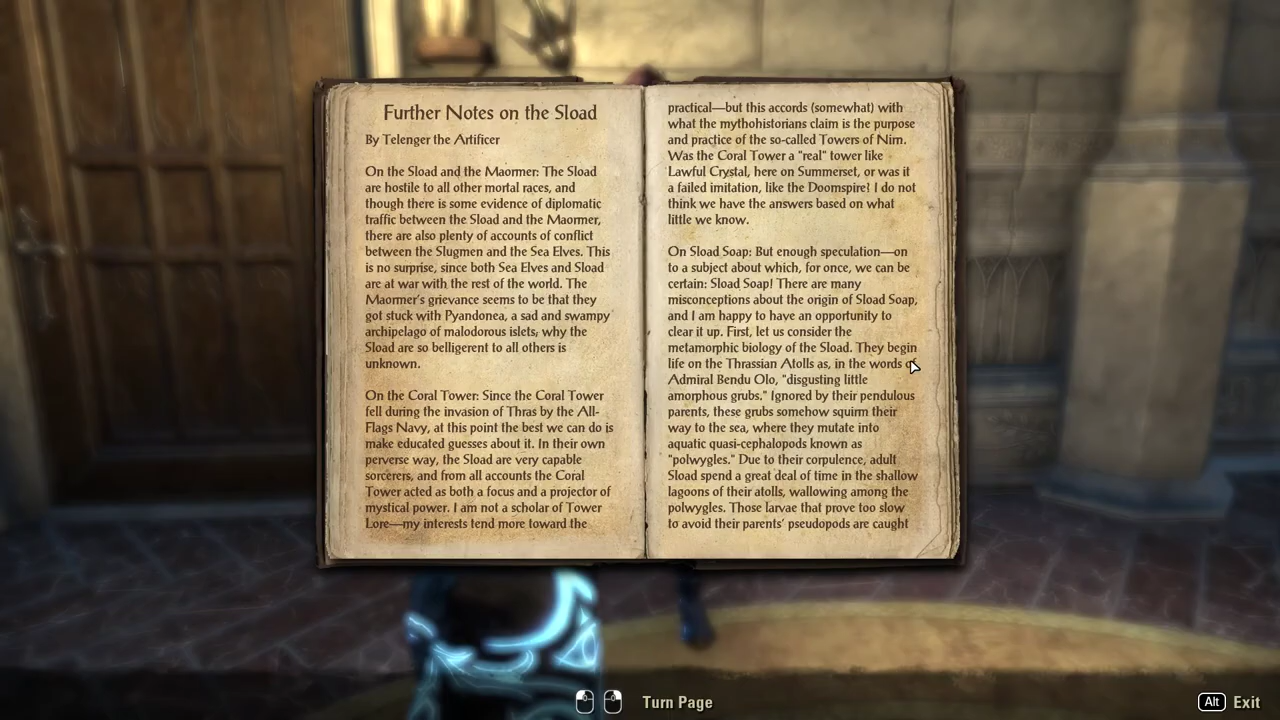 Further Notes on the Sload
By Telenger the Artificer
On the Sload and the Maormer: The Sload
are hostile to all other mortal races, and
though there is some evidence of diplomatic
traffic between the Sload and the Maormer,
there are also plenty of accounts of conflict
between the Slugmen and the Sea Elves. This
is no surprise, since both Sea Elves and Sload
are at war with the rest of the world. The
Maormer's grievance seems to be that they
got stuck with Pyandonea, a sad and swampy
archipelago of malodorous islets; why the
Sload are so belligerent to all others is
unknown.
On the Coral Tower: Since the Coral Tower
fell during the invasion of Thras by the All-
Flags Navy, at this point the best we can do is
make educated guesses about it. In their own
perverse way, the Sload are very capable
sorcerers, and from all accounts the Coral
Tower acted as both a focus and a projector of
mystical power. I am not a scholar of Tower
Lore—my interests tend more toward the
practical—but this accords (somewhat) with
what the mythohistorians claim is the purpose
and practice of the so-called Towers of Nirn.
Was the Coral Tower a "real" tower like
Lawful Crystal, here on Summerset, or was it
a failed imitation, like the Doomspire? I do not
think we have the answers based on what
little we know.
On Sload Soap: But enough speculation—on
to a subject about which, for once, we can be
certain: Sload Soap! There are many
misconceptions about the origin of Sload Soap,
and I am happy to have an opportunity to
clear it up. First, let us consider the
metamorphic biology of the Sload. They begin
life on the Thrassian Atolls as, in the words
Admiral Bendu Olo, "disgusting little
amorphous grubs." Ignored by their pendulous
parents, these grubs somehow squirm their
way to the sea, where they mutate into
aquatic quasi-cephalopods known as
"polwygles." Due to their corpulence, adult
Sload spend a great deal of time in the shallow
lagoons of their atolls, wallowing among the
polwygles. Those larvae that prove too slow
to avoid their parents' pseudopods are caught
Turn Page
Alt Exit